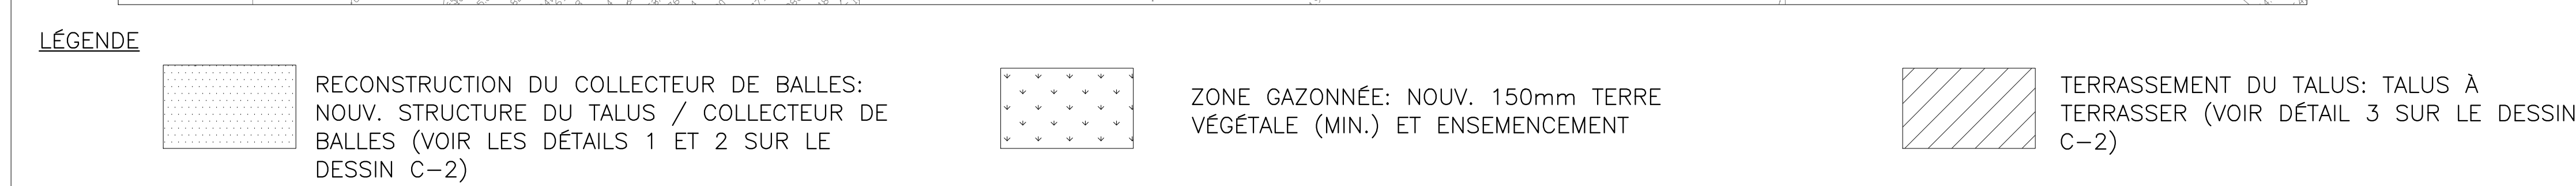 LÉGENDE
RECONSTRUCTION DU COLLECTEUR DE BALLES:
NOUV. STRUCTURE DU TALUS / COLLECTEUR DE
BALLES (VOIR LES DÉTAILS 1 ET 2 SUR LE
DESSIN C-2)
ZONE GAZONNÉE: NOUV. 150mm TERRE
VÉGÉTALE (MIN.) ET ENSEMENCEMENT
TERRASSEMENT DU TALUS: TALUS À
TERRASSER (VOIR DÉTAIL 3 SUR LE DESSIN
C-2)